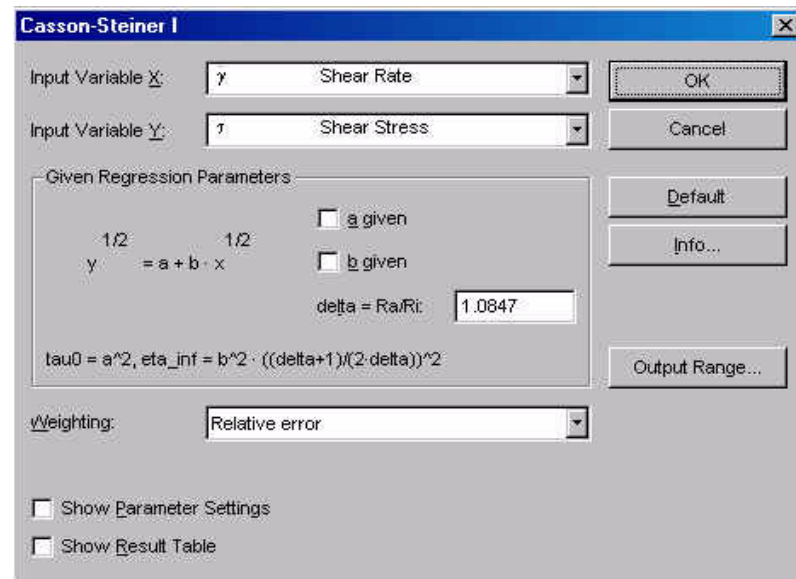 Casson-Steiner I
Input Variable X: γ Shear Rate
OK
Input Variable Y: τ Shear Stress
Cancel
Given Regression Parameters
Default
a given
y^1/2 = a + b · x^1/2
b given
Info...
delta = Ra/Ri: 1.0847
tau0 = a^2, eta_inf = b^2 · ((delta+1)/(2·delta))^2
Output Range...
Weighting: Relative error
Show Parameter Settings
Show Result Table